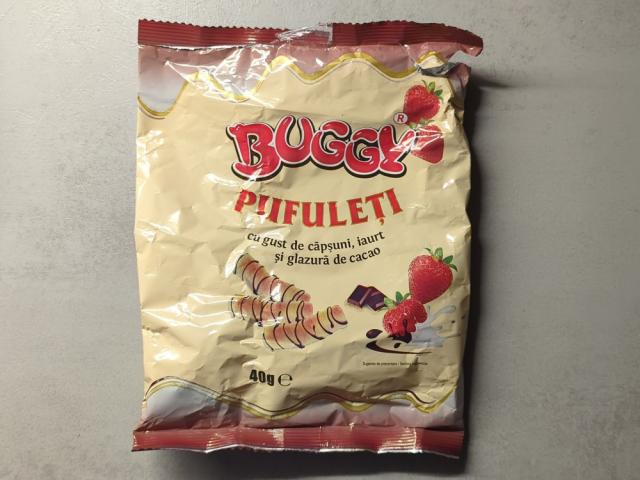 BUGGY®
PUFULEȚI
cu gust de căpșuni, iaurt
și glazură de cacao
40g ℮